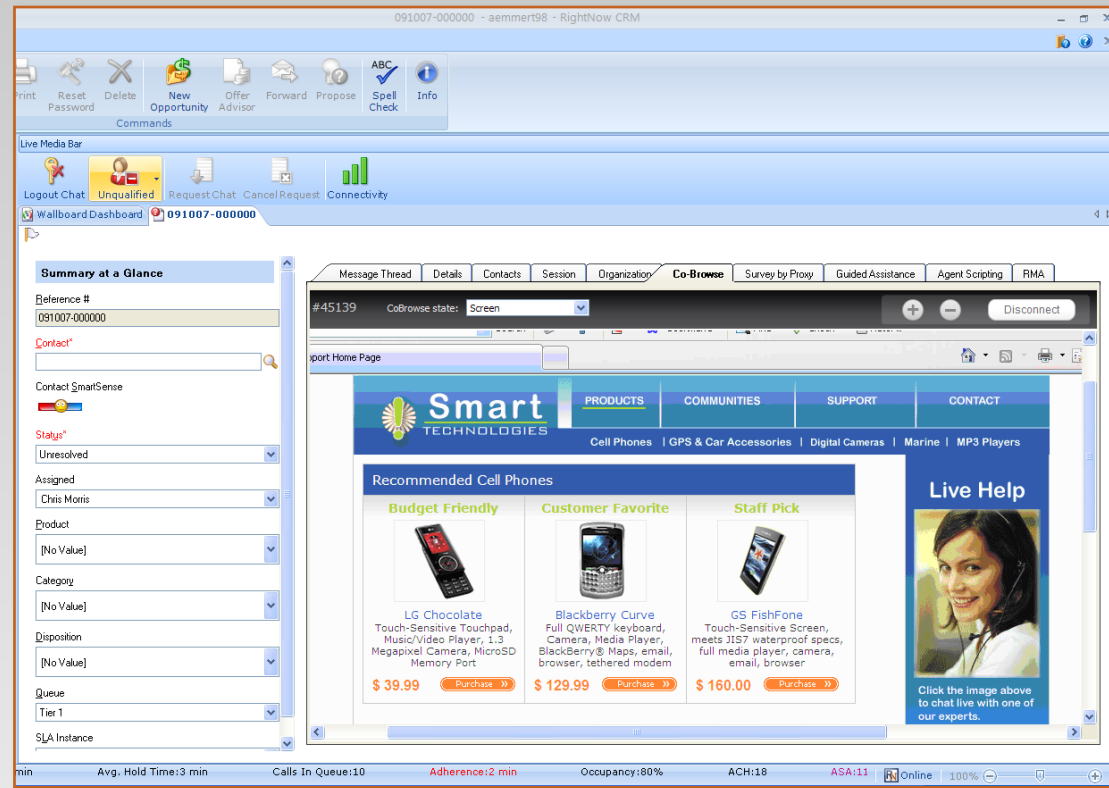 091007-000000 - aemmert98 - RightNow CRM
Print
Reset Password
Delete
New Opportunity
Offer Advisor
Forward
Propose
ABC
Spell Check
Info
Commands
Live Media Bar
Logout Chat
Unqualified
Request Chat
Cancel Request
Connectivity
Wallboard Dashboard
091007-000000
Summary at a Glance
Reference #
091007-000000
Contact*
Contact SmartSense
Status*
Unresolved
Assigned
Chris Morris
Product
[No Value]
Category
[No Value]
Disposition
[No Value]
Queue
Tier 1
SLA Instance
Message Thread
Details
Contacts
Session
Organization
Co-Browse
Survey by Proxy
Guided Assistance
Agent Scripting
RMA
#45139
CoBrowse state:
Screen
Disconnect
pport Home Page
Smart
TECHNOLOGIES
PRODUCTS
COMMUNITIES
SUPPORT
CONTACT
Cell Phones | GPS & Car Accessories | Digital Cameras | Marine | MP3 Players
Recommended Cell Phones
Budget Friendly
LG Chocolate
Touch-Sensitive Touchpad,
Music/Video Player, 1.3
Megapixel Camera, MicroSD
Memory Port
$ 39.99
Purchase »
Customer Favorite
Blackberry Curve
Full QWERTY keyboard,
Camera, Media Player,
BlackBerry® Maps, email,
browser, tethered modem
$ 129.99
Purchase »
Staff Pick
GS FishFone
Touch-Sensitive Screen,
meets JIS7 waterproof specs,
full media player, camera,
email, browser
$ 160.00
Purchase »
Live Help
Click the image above
to chat live with one of
our experts.
min
Avg. Hold Time:3 min
Calls In Queue:10
Adherence:2 min
Occupancy:80%
ACH:18
ASA:11
Online
100%